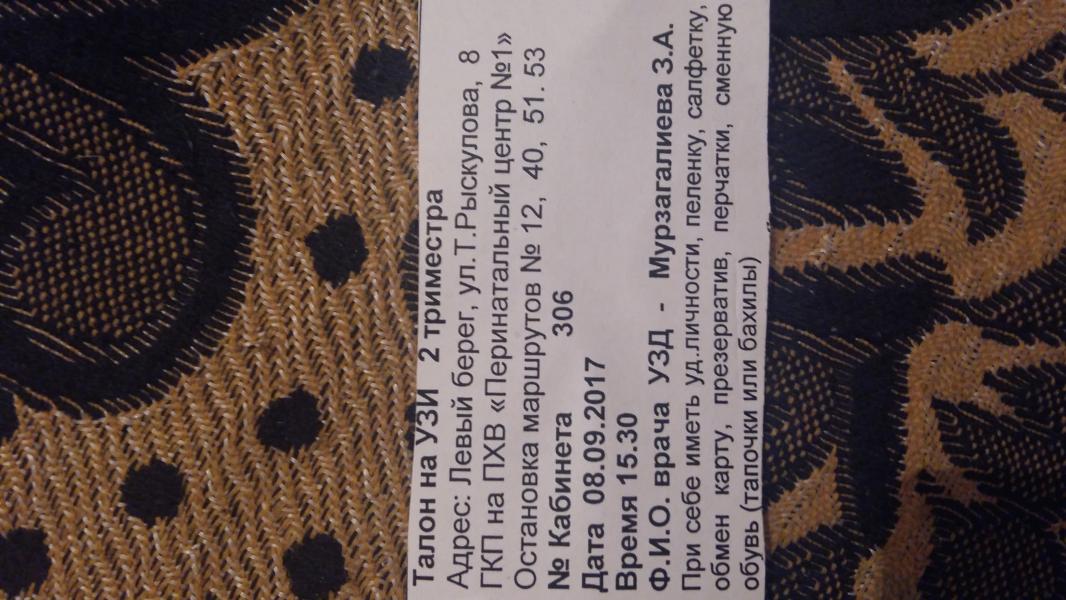 Талон на УЗИ 2 триместра
Адрес: Левый берег, ул.Т.Рыскулова, 8
ГКП на ПХВ «Перинатальный центр №1»
Остановка маршрутов № 12, 40, 51. 53
№ Кабинета 306
Дата 08.09.2017
Время 15.30
Ф.И.О. врача УЗД - Мурзагалиева З.А.
При себе иметь уд.личности, пеленку, салфетку,
обмен карту, презерватив, перчатки, сменную
обувь (тапочки или бахилы)